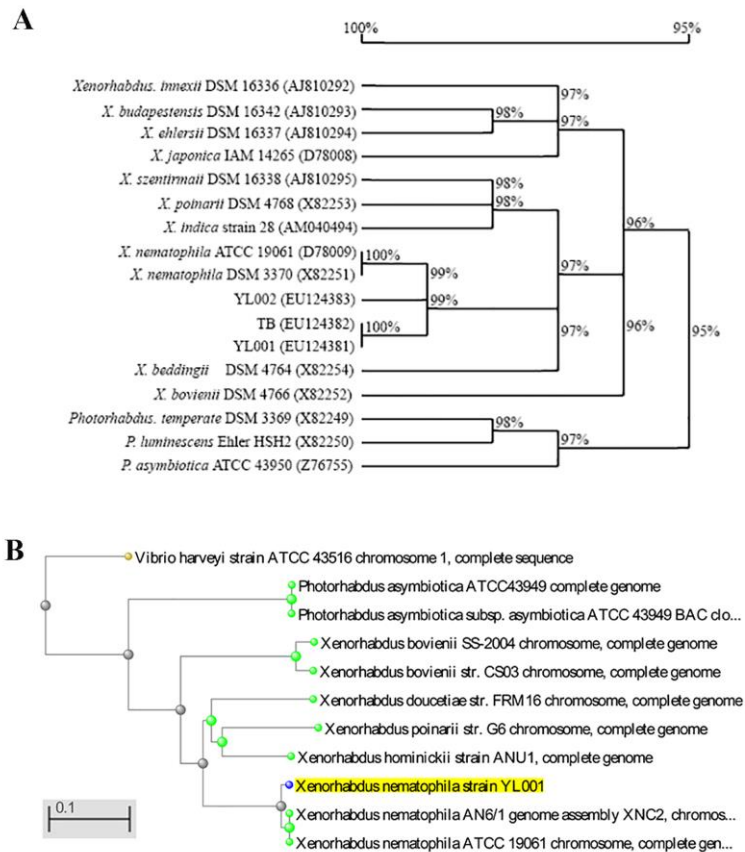 A
100% 95%
Xenorhabdus. innexii DSM 16336 (AJ810292)
97%
X. budapestensis DSM 16342 (AJ810293)
98% 97%
X. ehlersii DSM 16337 (AJ810294)
X. japonica IAM 14265 (D78008)
X. szentirmaii DSM 16338 (AJ810295)
98%
X. poinarii DSM 4768 (X82253)
98%
X. indica strain 28 (AM040494)
96%
X. nematophila ATCC 19061 (D78009)
100%
X. nematophila DSM 3370 (X82251)
99% 97%
YL002 (EU124383)
99%
TB (EU124382)
100% 97% 96% 95%
YL001 (EU124381)
X. beddingii DSM 4764 (X82254)
X. bovienii DSM 4766 (X82252)
Photorhabdus. temperate DSM 3369 (X82249)
98%
P. luminescens Ehler HSH2 (X82250)
97%
P. asymbiotica ATCC 43950 (Z76755)
B
Vibrio harveyi strain ATCC 43516 chromosome 1, complete sequence
Photorhabdus asymbiotica ATCC43949 complete genome
Photorhabdus asymbiotica subsp. asymbiotica ATCC 43949 BAC clo...
Xenorhabdus bovienii SS-2004 chromosome, complete genome
Xenorhabdus bovienii str. CS03 chromosome, complete genome
Xenorhabdus doucetiae str. FRM16 chromosome, complete genome
Xenorhabdus poinarii str. G6 chromosome, complete genome
Xenorhabdus hominickii strain ANU1, complete genome
Xenorhabdus nematophila strain YL001
Xenorhabdus nematophila AN6/1 genome assembly XNC2, chromos...
Xenorhabdus nematophila ATCC 19061 chromosome, complete gen...
0.1